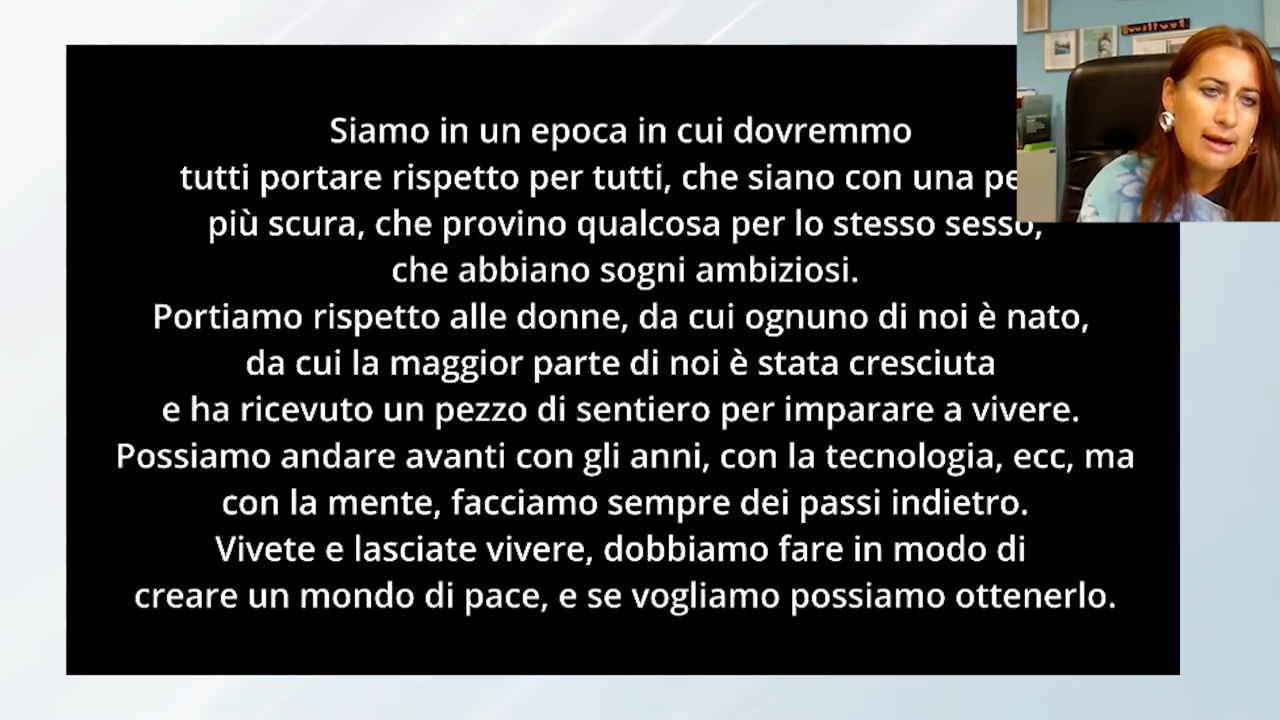 Siamo in un epoca in cui dovremmo
tutti portare rispetto per tutti, che siano con una
più scura, che provino qualcosa per lo stesso sesso,
che abbiano sogni ambiziosi.
Portiamo rispetto alle donne, da cui ognuno di noi è nato,
da cui la maggior parte di noi è stata cresciuta
e ha ricevuto un pezzo di sentiero per imparare a vivere.
Possiamo andare avanti con gli anni, con la tecnologia, ecc, ma
con la mente, facciamo sempre dei passi indietro.
Vivete e lasciate vivere, dobbiamo fare in modo di
creare un mondo di pace, e se vogliamo possiamo ottenerlo.